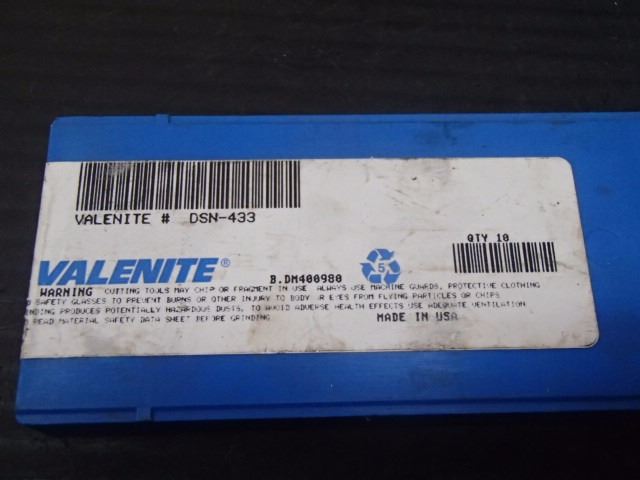 VALENITE # DSN-433
QTY 10
VALENITE®
B.DM400980
5
WARNING CUTTING TOOLS MAY CHIP OR FRAGMENT IN USE ALWAYS USE MACHINE GUARDS, PROTECTIVE CLOTHING
SAFETY GLASSES TO PREVENT BURNS OR OTHER INJURY TO BODY OR EYES FROM FLYING PARTICLES OR CHIPS
NDING PRODUCES POTENTIALLY HAZARDOUS DUSTS, TO AVOID ADVERSE HEALTH EFFECTS USE ADEQUATE VENTILATION
READ MATERIAL SAFETY DATA SHEET BEFORE GRINDING
MADE IN USA